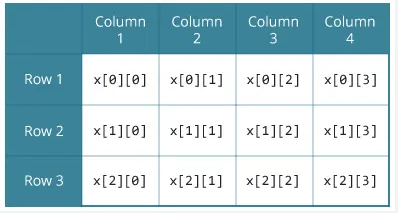 Column 1 Column 2 Column 3 Column 4
Row 1 x[0][0] x[0][1] x[0][2] x[0][3]
Row 2 x[1][0] x[1][1] x[1][2] x[1][3]
Row 3 x[2][0] x[2][1] x[2][2] x[2][3]